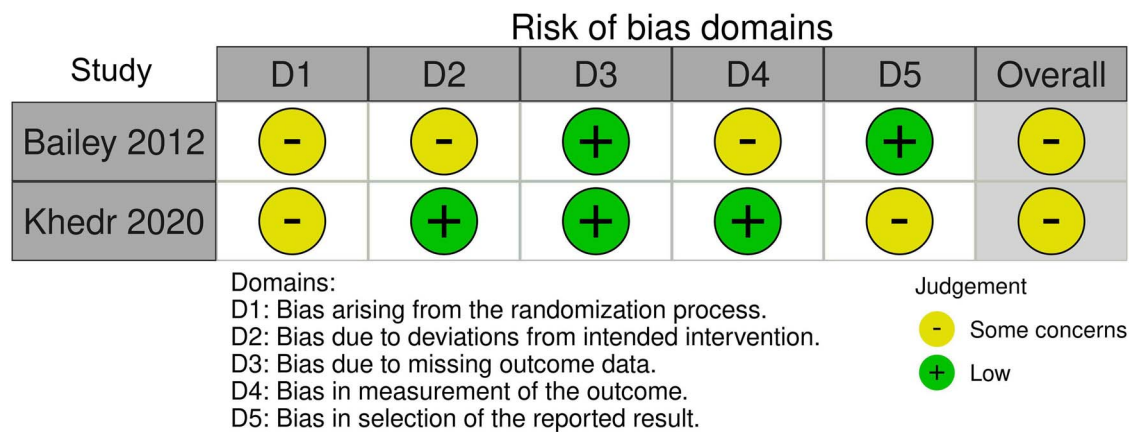 Risk of bias domains
Study D1 D2 D3 D4 D5 Overall
Bailey 2012 - - + - + -
Khedr 2020 - + + + - -
Domains:
D1: Bias arising from the randomization process.
D2: Bias due to deviations from intended intervention.
D3: Bias due to missing outcome data.
D4: Bias in measurement of the outcome.
D5: Bias in selection of the reported result.
Judgement
- Some concerns
+ Low